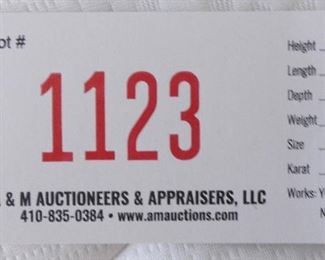 ot #
1123
& M AUCTIONEERS & APPRAISERS, LLC
410-835-0384 • www.amauctions.com
Height
Length
Depth
Weight
Size
Karat
Works: Y
N